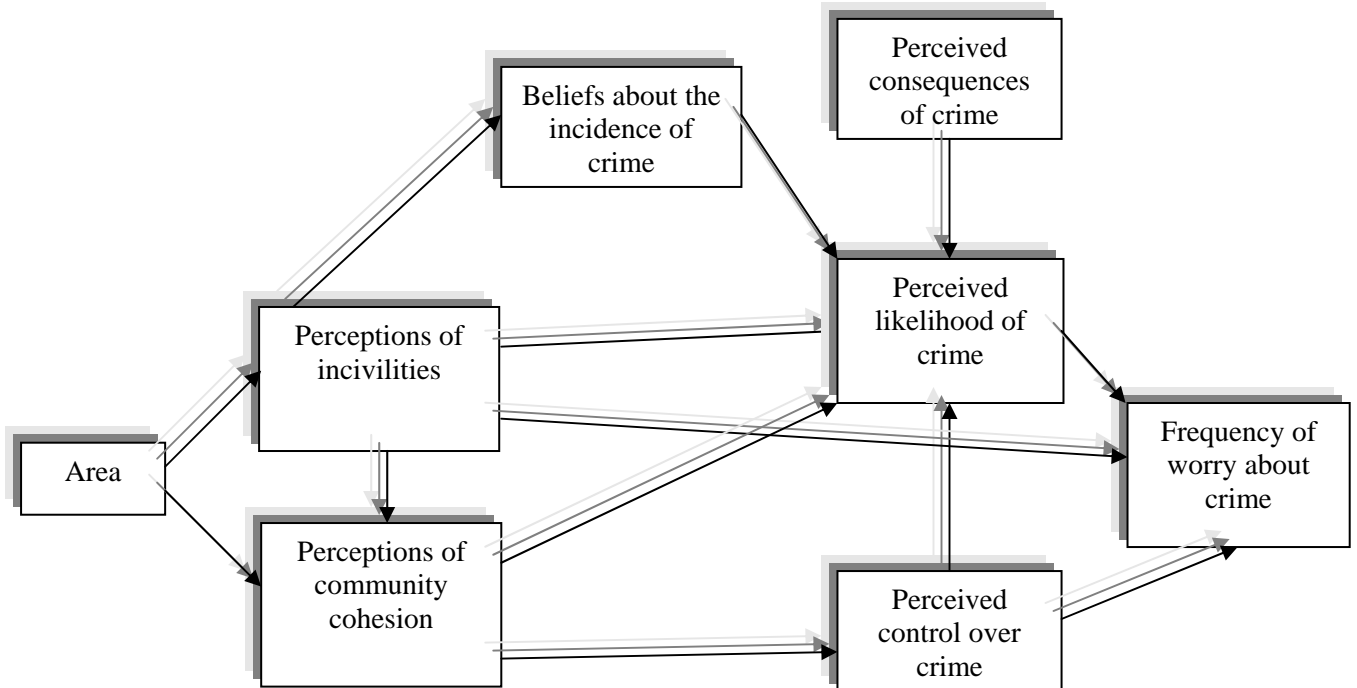 Perceived
consequences
of crime
Beliefs about the
incidence of
crime
Perceived
likelihood of
crime
Perceptions of
incivilities
Frequency of
worry about
crime
Area
Perceptions of
community
cohesion
Perceived
control over
crime